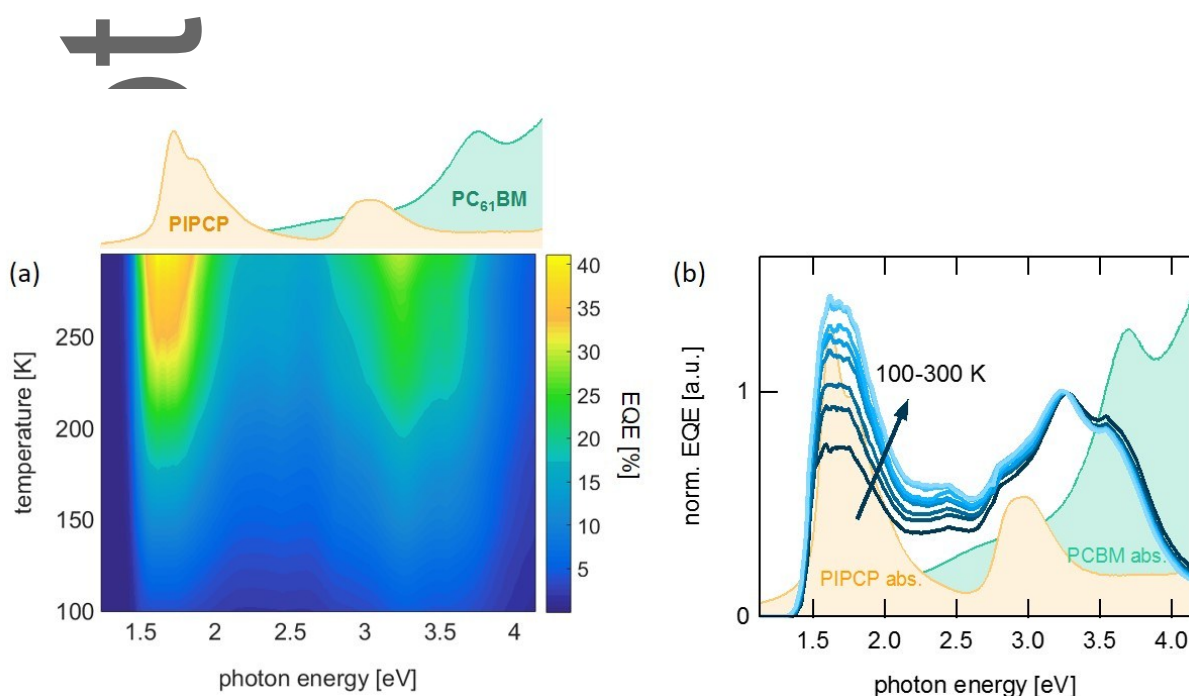 ot
PIPCP
PC₆₁BM
(a)
temperature [K]
250
200
150
100
1.5 2 2.5 3 3.5 4
photon energy [eV]
40
35
30
25
20
15
10
5
EQE [%]
(b)
norm. EQE [a.u.]
1
0
100-300 K
PIPCP abs.
PCBM abs.
1.5 2.0 2.5 3.0 3.5 4.0
photon energy [eV]